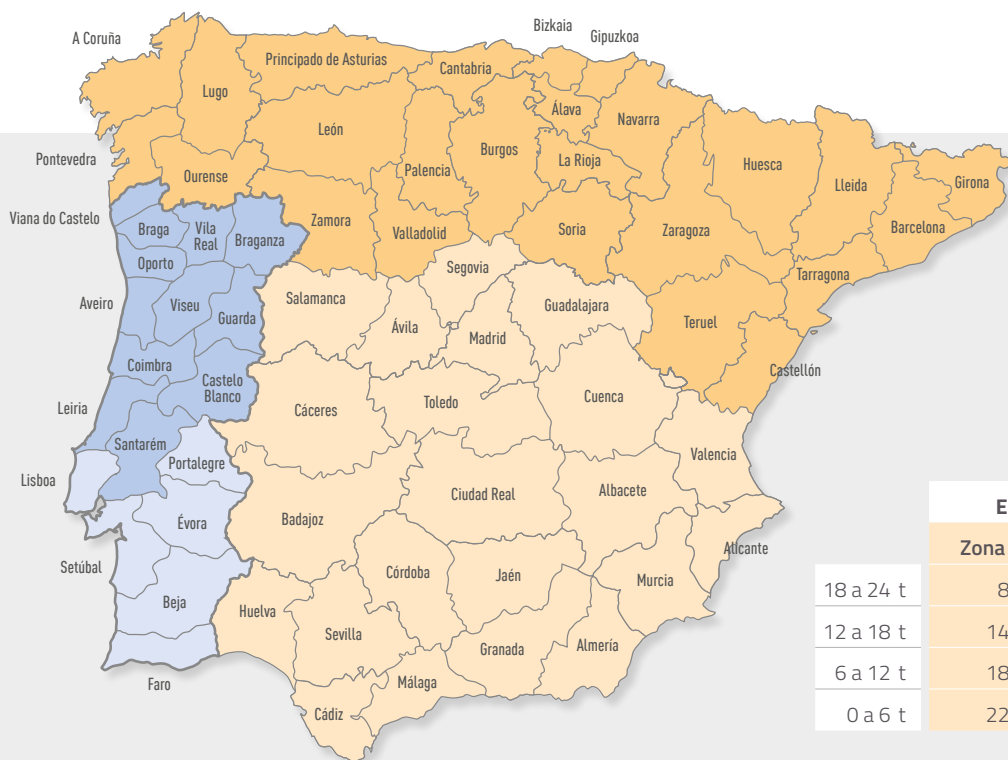 Bizkaia
A Coruña
Gipuzkoa
Principado de Asturias
Cantabria
Lugo
Álava
Navarra
León
Burgos
Pontevedra
La Rioja
Huesca
Palencia
Ourense
Lleida
Girona
Viana do Castelo
Zamora
Barcelona
Braga
Vila
Real
Braganza
Valladolid
Soria
Zaragoza
Oporto
Segovia
Tarragona
Aveiro
Salamanca
Viseu
Guarda
Guadalajara
Ávila
Madrid
Teruel
Coimbra
Castellón
Castelo
Blanco
Cáceres
Toledo
Cuenca
Leiria
Santarém
Portalegre
Valencia
Lisboa
Ciudad Real
Albacete
Badajoz
Évora
Alicante
Setúbal
Córdoba
Jaén
Murcia
Beja
Huelva
Sevilla
Granada
Almería
Faro
Málaga
Cádiz
E
Zona
18 a 24 t 8
12 a 18 t 14
6 a 12 t 18
0 a 6 t 22